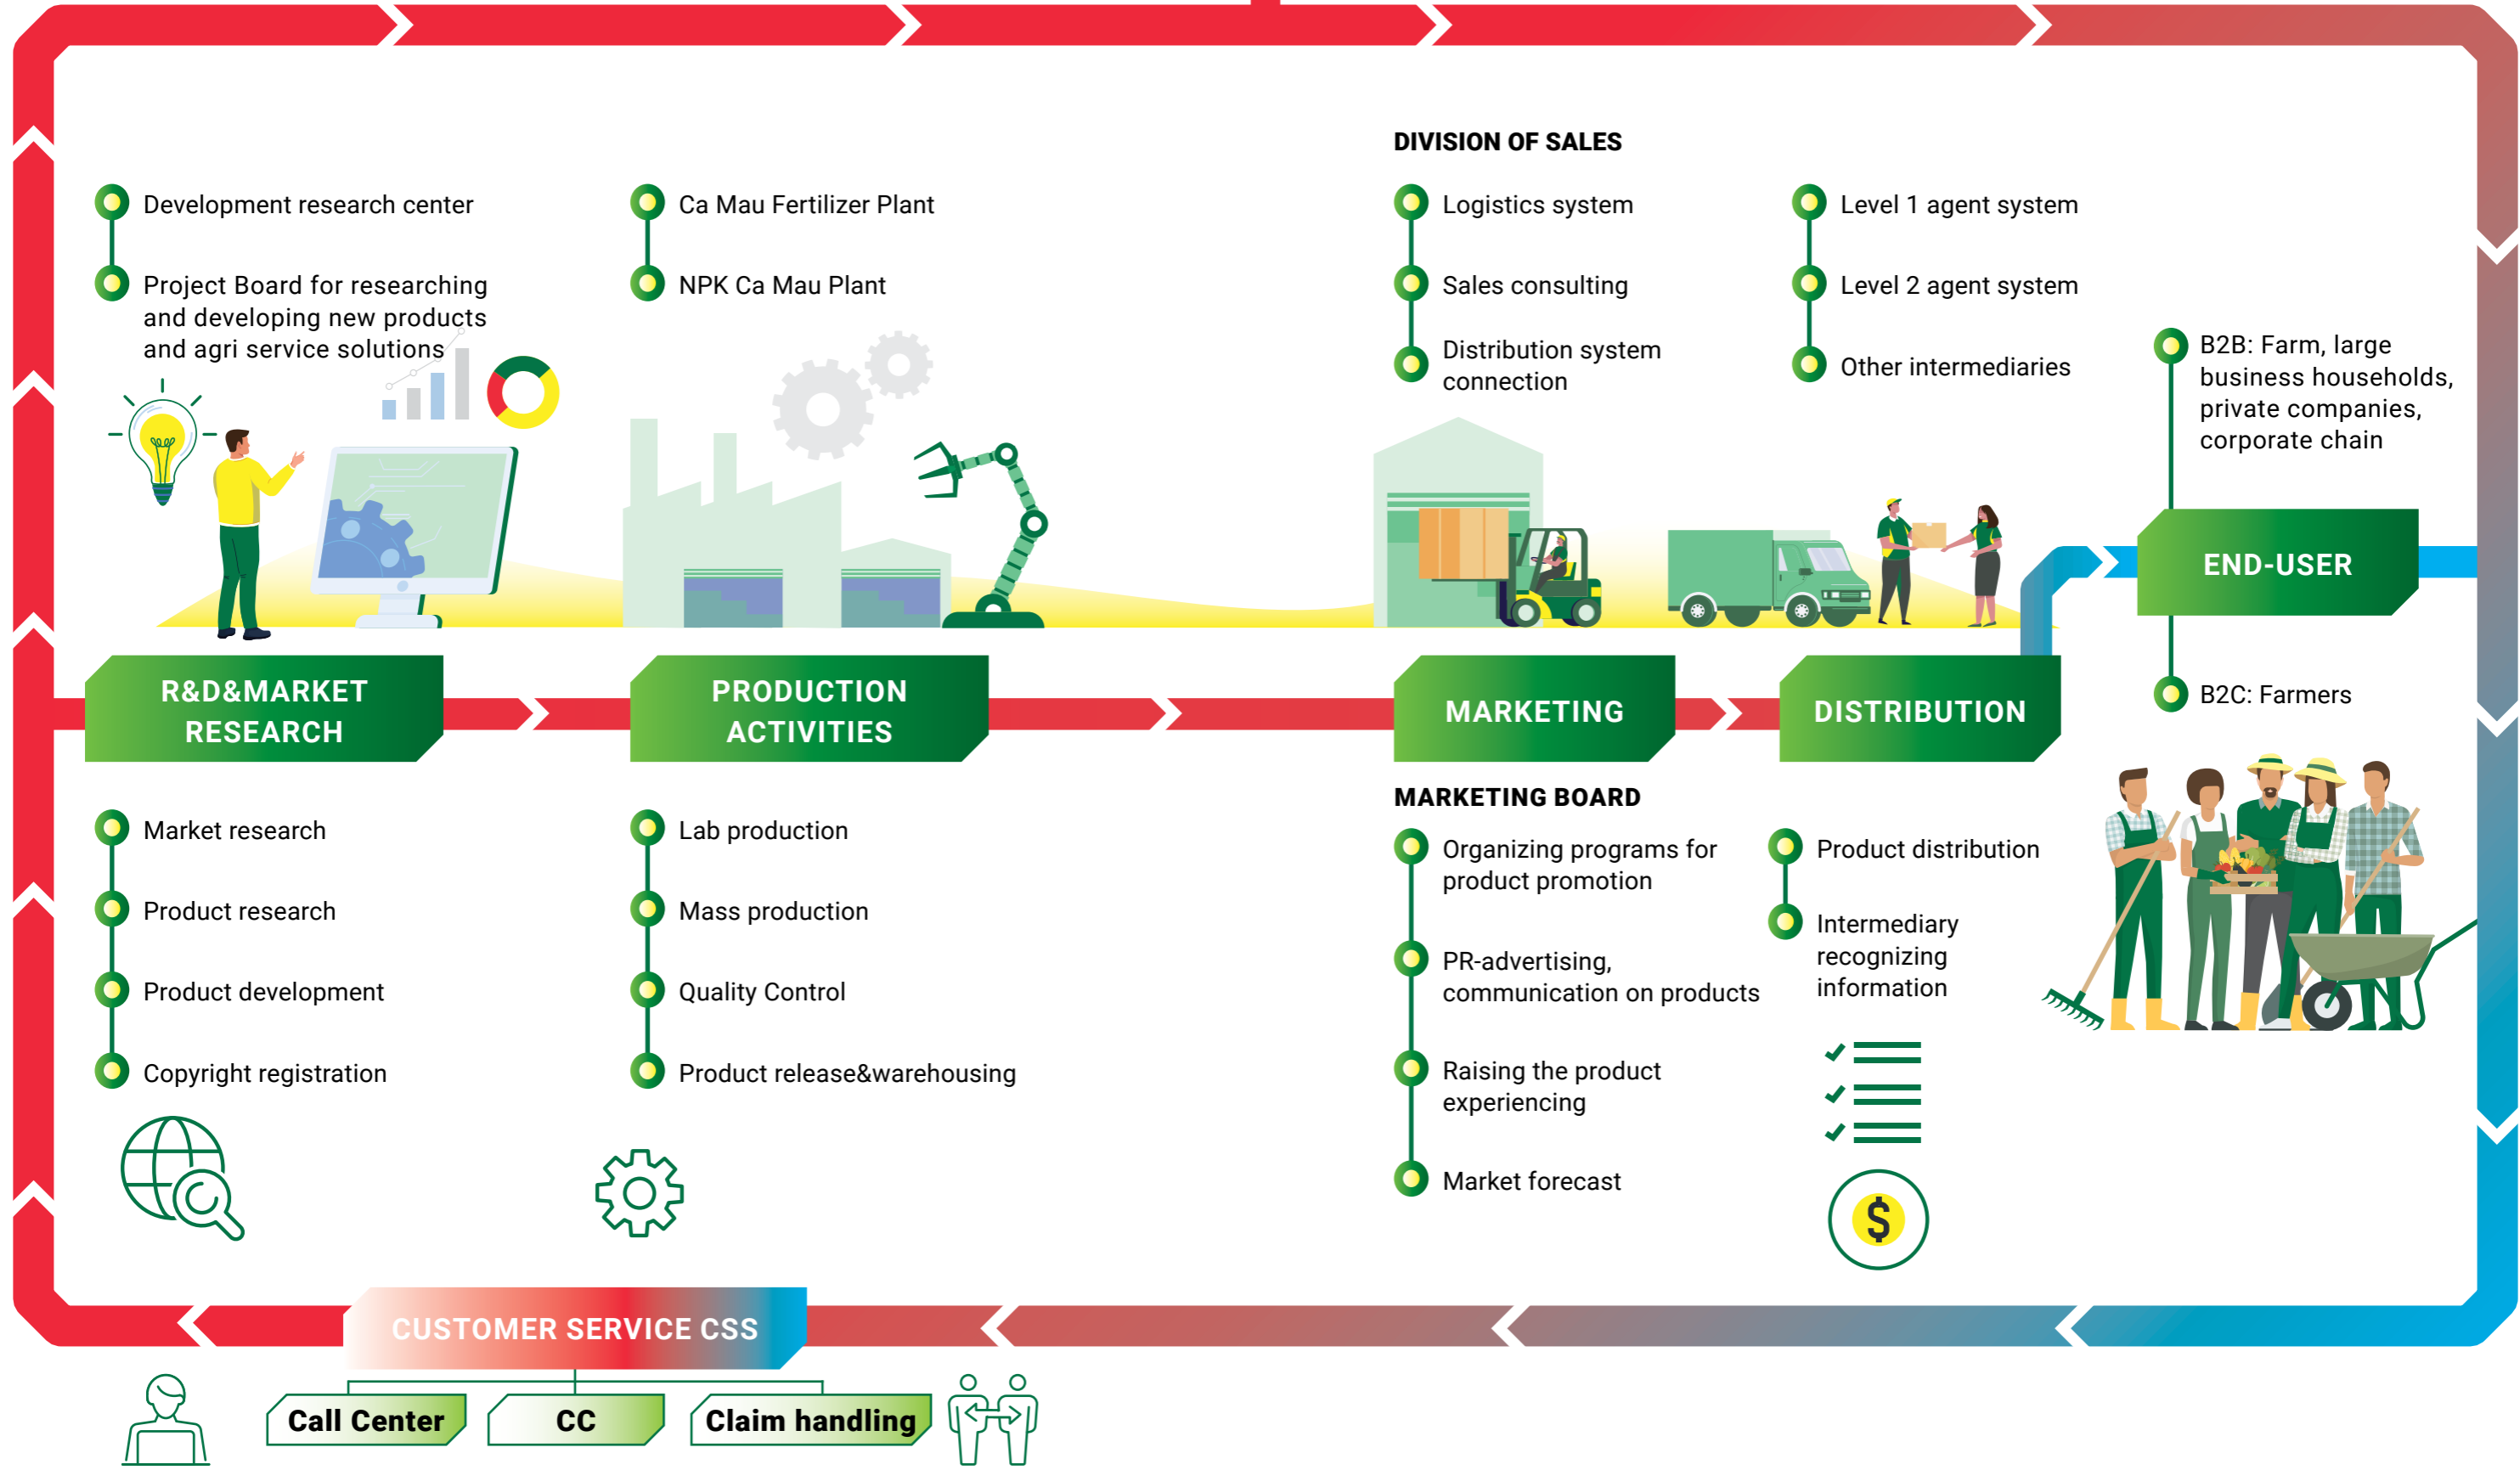 DIVISION OF SALES
Development research center
Project Board for researching
and developing new products
and agri service solutions
Ca Mau Fertilizer Plant
NPK Ca Mau Plant
Logistics system
Sales consulting
Distribution system
connection
Level 1 agent system
Level 2 agent system
Other intermediaries
B2B: Farm, large
business households,
private companies,
corporate chain
END-USER
B2C: Farmers
R&D&MARKET
RESEARCH
PRODUCTION
ACTIVITIES
MARKETING
DISTRIBUTION
Market research
Product research
Product development
Copyright registration
Lab production
Mass production
Quality Control
Product release&warehousing
MARKETING BOARD
Organizing programs for
product promotion
PR-advertising,
communication on products
Raising the product
experiencing
Market forecast
Product distribution
Intermediary
recognizing
information
$
CUSTOMER SERVICE CSS
Call Center
CC
Claim handling